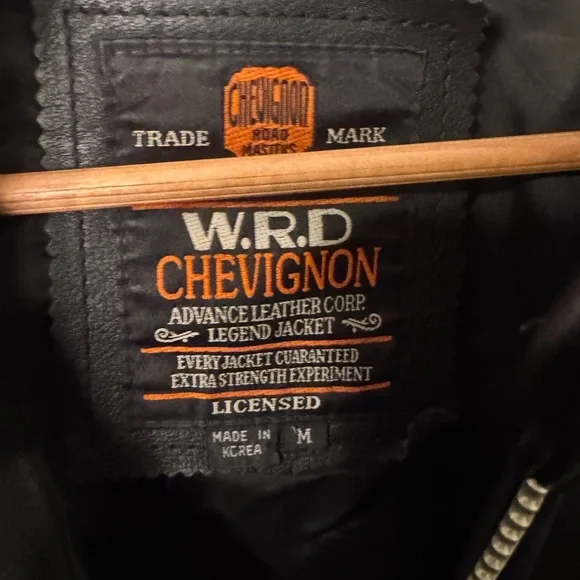 CHEVIGNON
ROAD
MASTERS
TRADE MARK
W.R.D
CHEVIGNON
ADVANCE LEATHER CORP.
LEGEND JACKET
EVERY JACKET GUARANTEED
EXTRA STRENGTH EXPERIMENT
LICENSED
MADE IN
KOREA
M